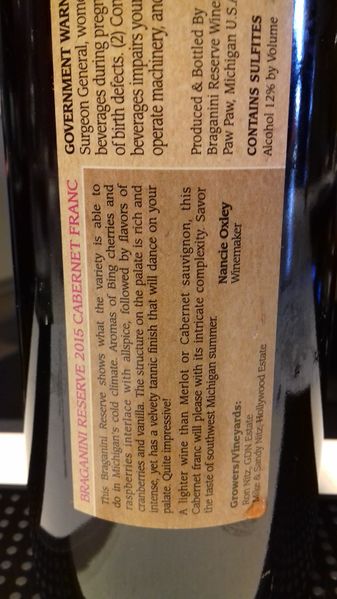 GOVERNMENT WARN
Surgeon General, wom
beverages during pregn
of birth defects. (2) Con
beverages impairs your
operate machinery, and
Produced & Bottled By
Braganini Reserve Wine
Paw Paw, Michigan U.S.A
CONTAINS SULFITES
Alcohol 12% by Volume
BRAGANINI RESERVE 2015 CABERNET FRANC
This Braganini Reserve shows what the variety is able to
do in Michigan's cold climate. Aromas of Bing cherries and
raspberries interlace with allspice, followed by flavors of
cranberries and vanilla. The structure on the palate is rich and
intense, yet has a velvety tannic finish that will dance on your
palate. Quite impressive!
A lighter wine than Merlot or Cabernet sauvignon, this
Cabernet franc will please with its intricate complexity. Savor
the taste of southwest Michigan summer.
Nancie Oxley
Winemaker
Growers/Vineyards:
Ron Nitz, GDN Estate
Mike & Sandy Nitz, Hollywood Estate